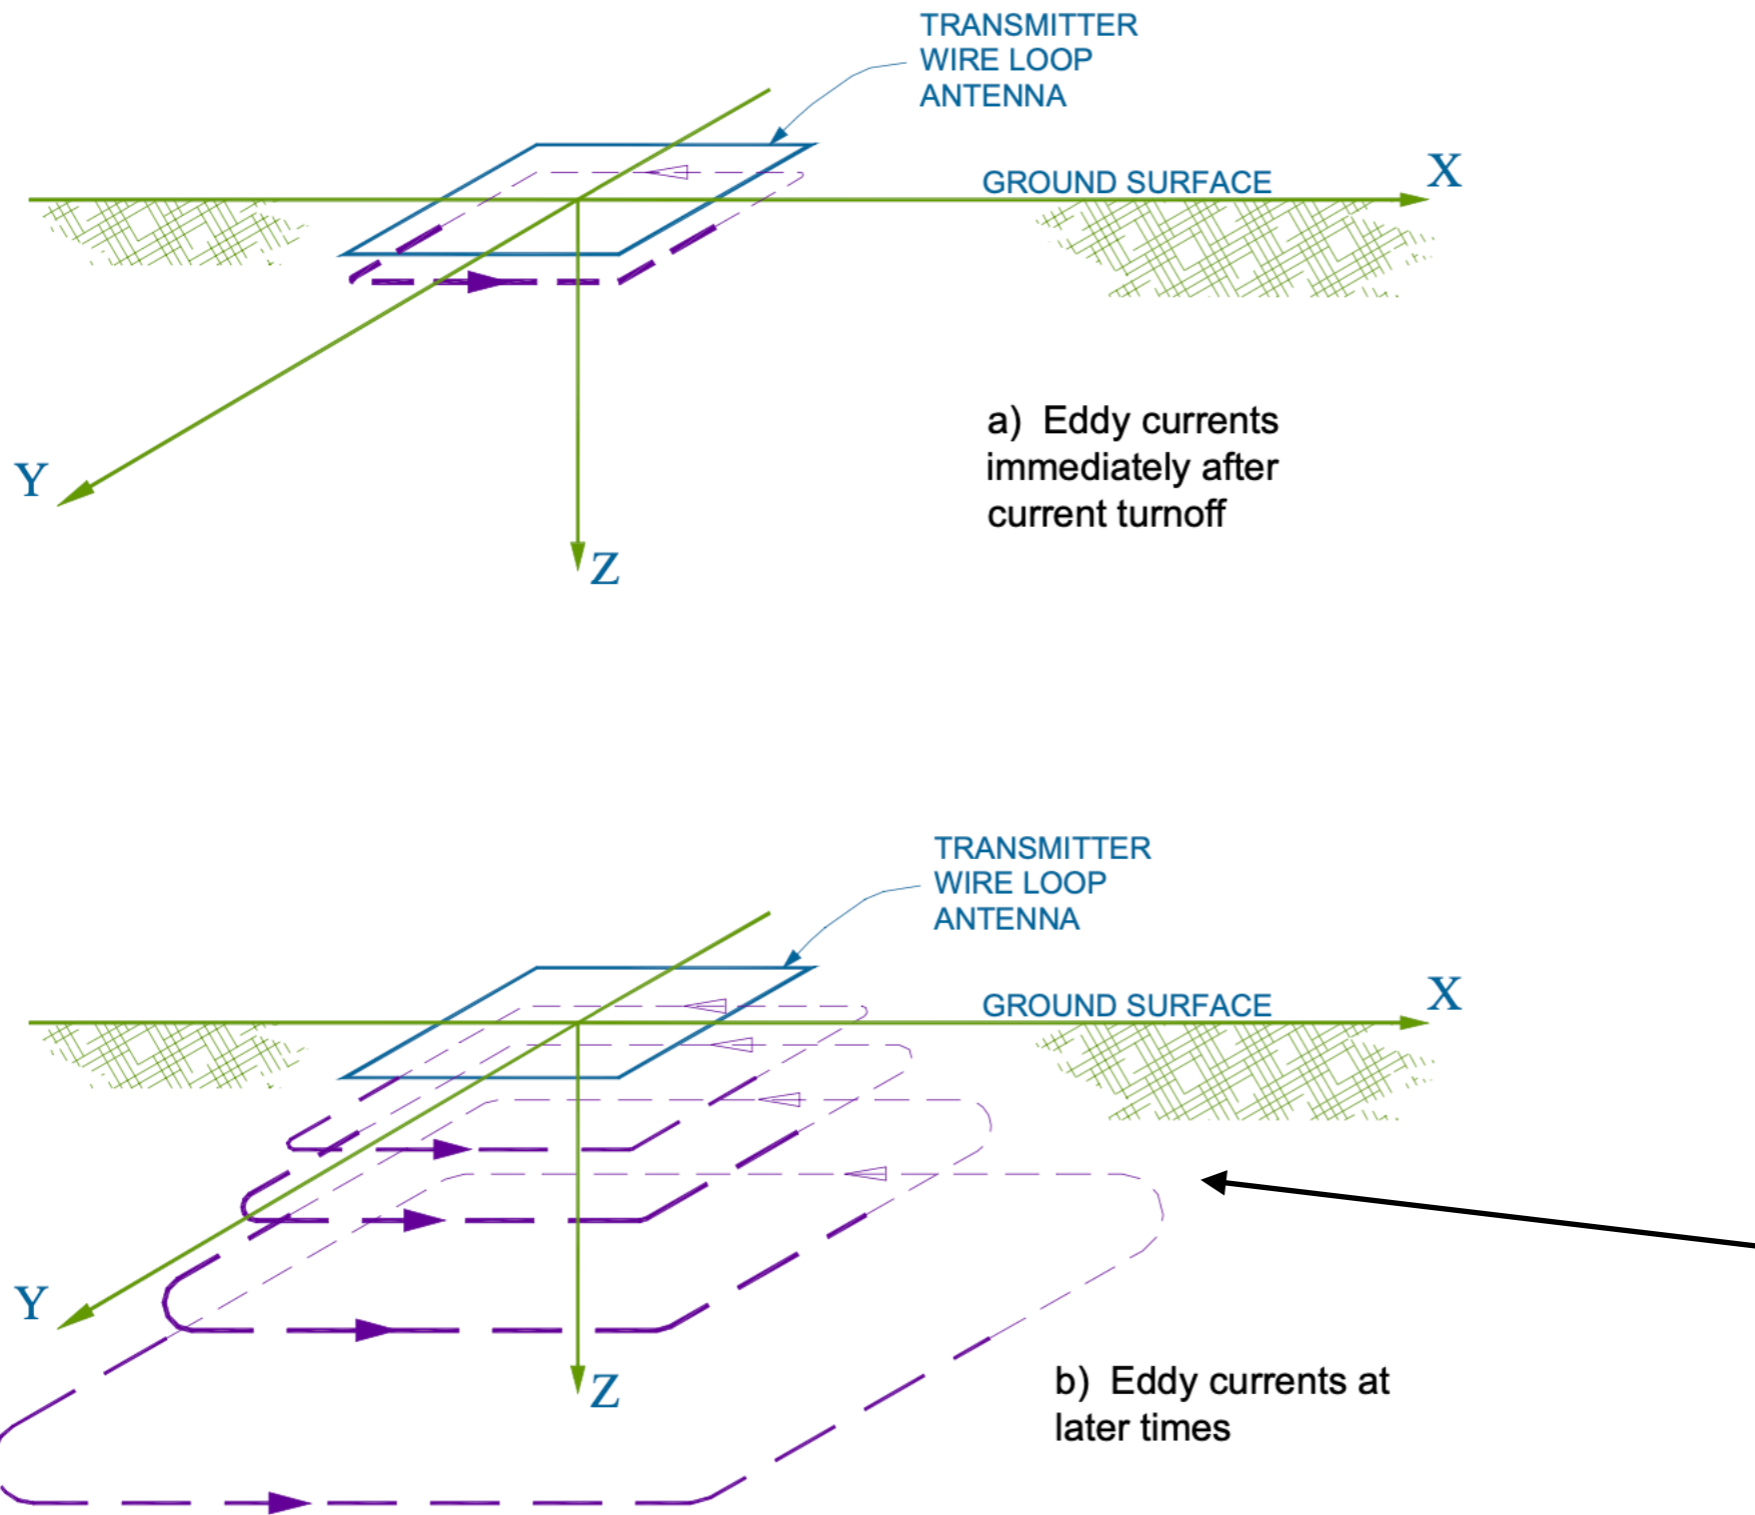 TRANSMITTER
WIRE LOOP
ANTENNA
GROUND SURFACE
X
a) Eddy currents
immediately after
current turnoff
Y
Z
TRANSMITTER
WIRE LOOP
ANTENNA
GROUND SURFACE
X
Y
Z
b) Eddy currents at
later times